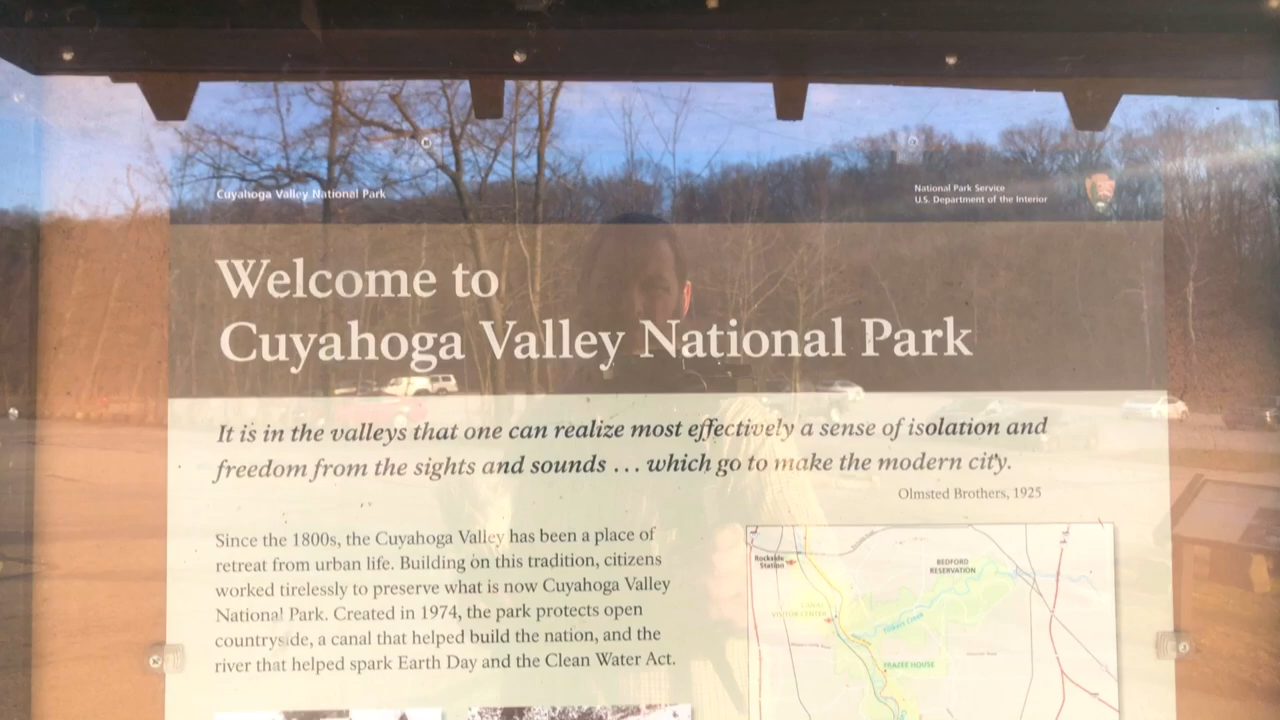 Cuyahoga Valley National Park
National Park Service
U.S. Department of the Interior
Welcome to
Cuyahoga Valley National Park
It is in the valleys that one can realize most effectively a sense of isolation and
freedom from the sights and sounds . . . which go to make the modern city.
Olmsted Brothers, 1925
Since the 1800s, the Cuyahoga Valley has been a place of
retreat from urban life. Building on this tradition, citizens
worked tirelessly to preserve what is now Cuyahoga Valley
National Park. Created in 1974, the park protects open
countryside, a canal that helped build the nation, and the
river that helped spark Earth Day and the Clean Water Act.
Rockside
Station
BEDFORD
RESERVATION
VISITOR CENTER
Tinkers Creek
FRAZEE HOUSE